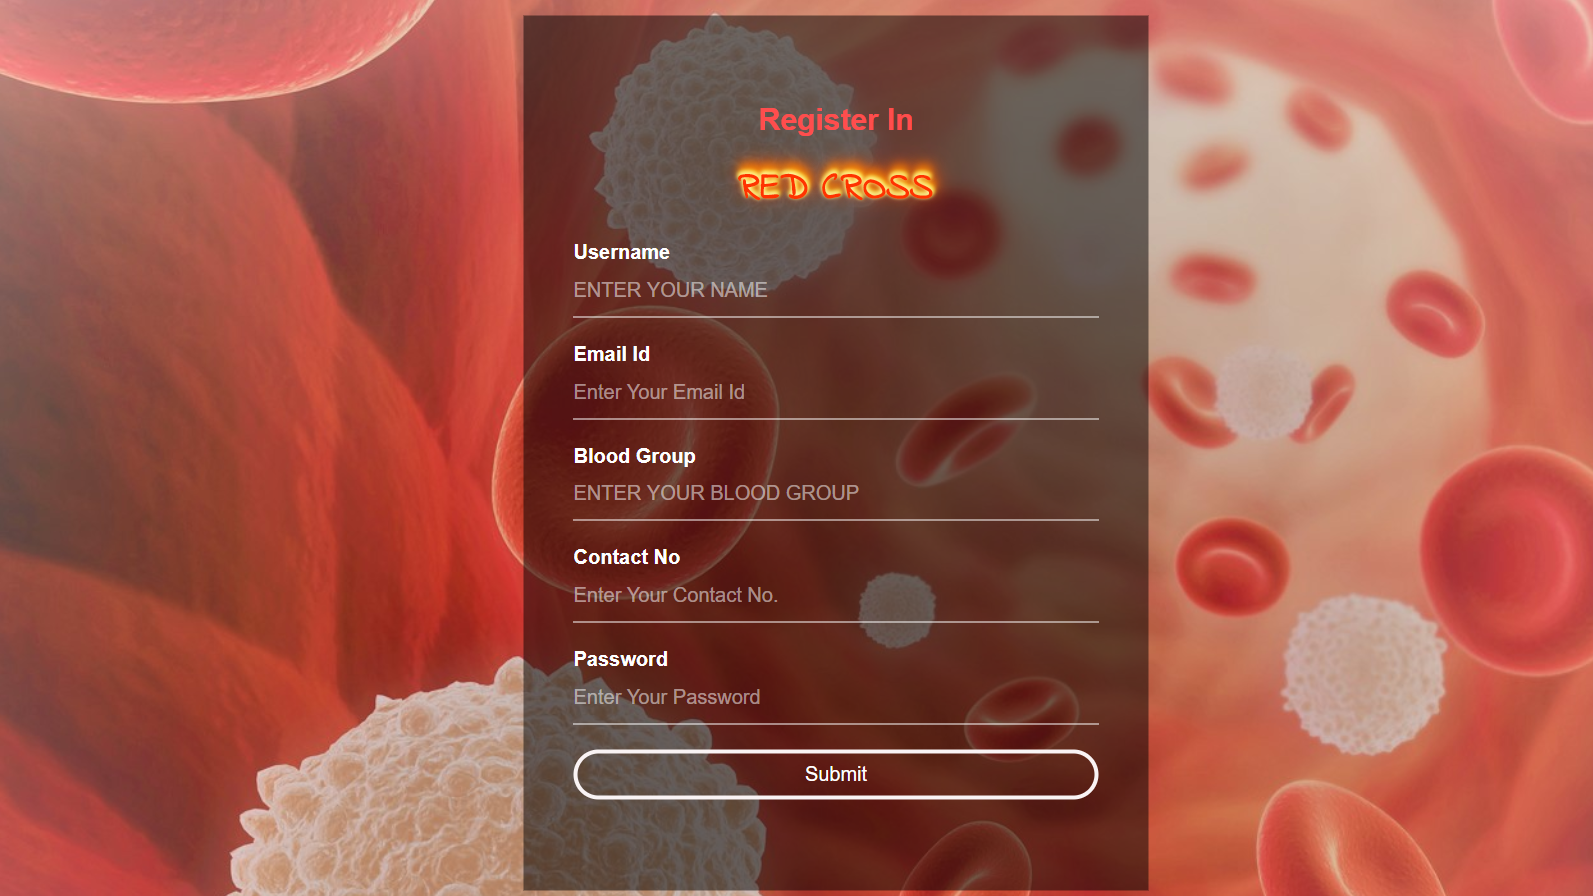 Register In
RED CROSS
Username
ENTER YOUR NAME
Email Id
Enter Your Email Id
Blood Group
ENTER YOUR BLOOD GROUP
Contact No
Enter Your Contact No.
Password
Enter Your Password
Submit